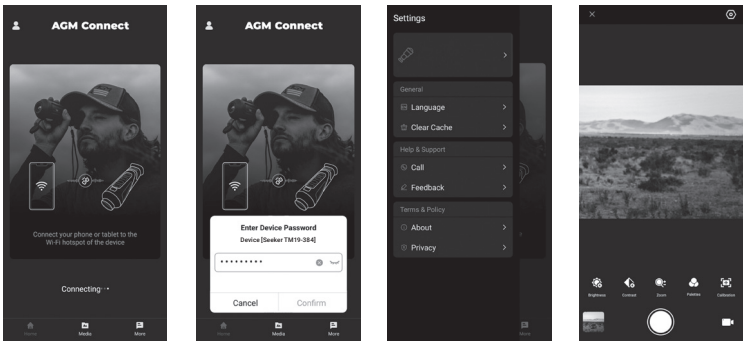 AGM Connect
Connect your phone or tablet to the
Wi-Fi hotspot of the device
Connecting···
Home
Media
More
AGM Connect
Enter Device Password
Device [Seeker TM19-384]
Cancel
Confirm
Home
Media
More
Settings
General
Language
Clear Cache
Help & Support
Call
Feedback
Terms & Policy
About
Privacy
More
Brightness
Contrast
Zoom
Palettes
Calibration